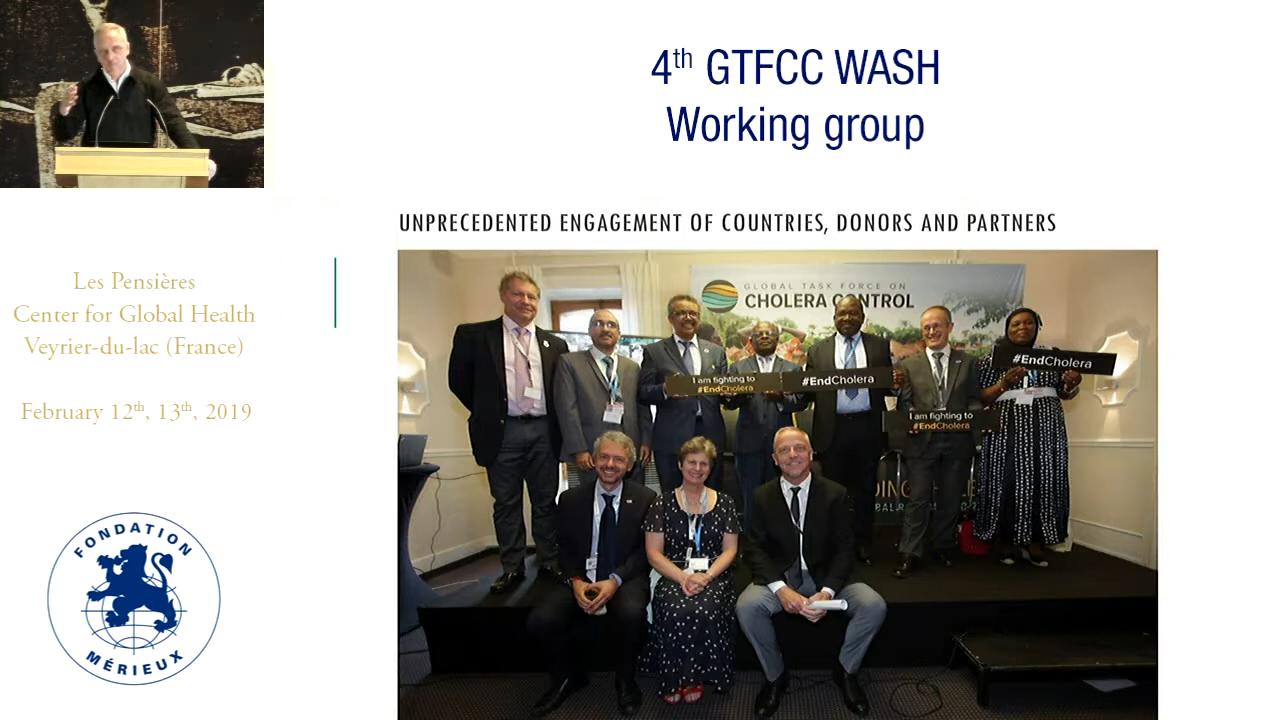 4th GTFCC WASH
Working group
UNPRECEDENTED ENGAGEMENT OF COUNTRIES, DONORS AND PARTNERS
Les Pensières
Center for Global Health
Veyrier-du-lac (France)
February 12th, 13th, 2019
FONDATION
MÉRIEUX
GLOBAL TASK FORCE ON
CHOLERA CONTROL
I am fighting to
#EndCholera
#EndCholera
I am fighting to
#EndCholera
#EndCholera